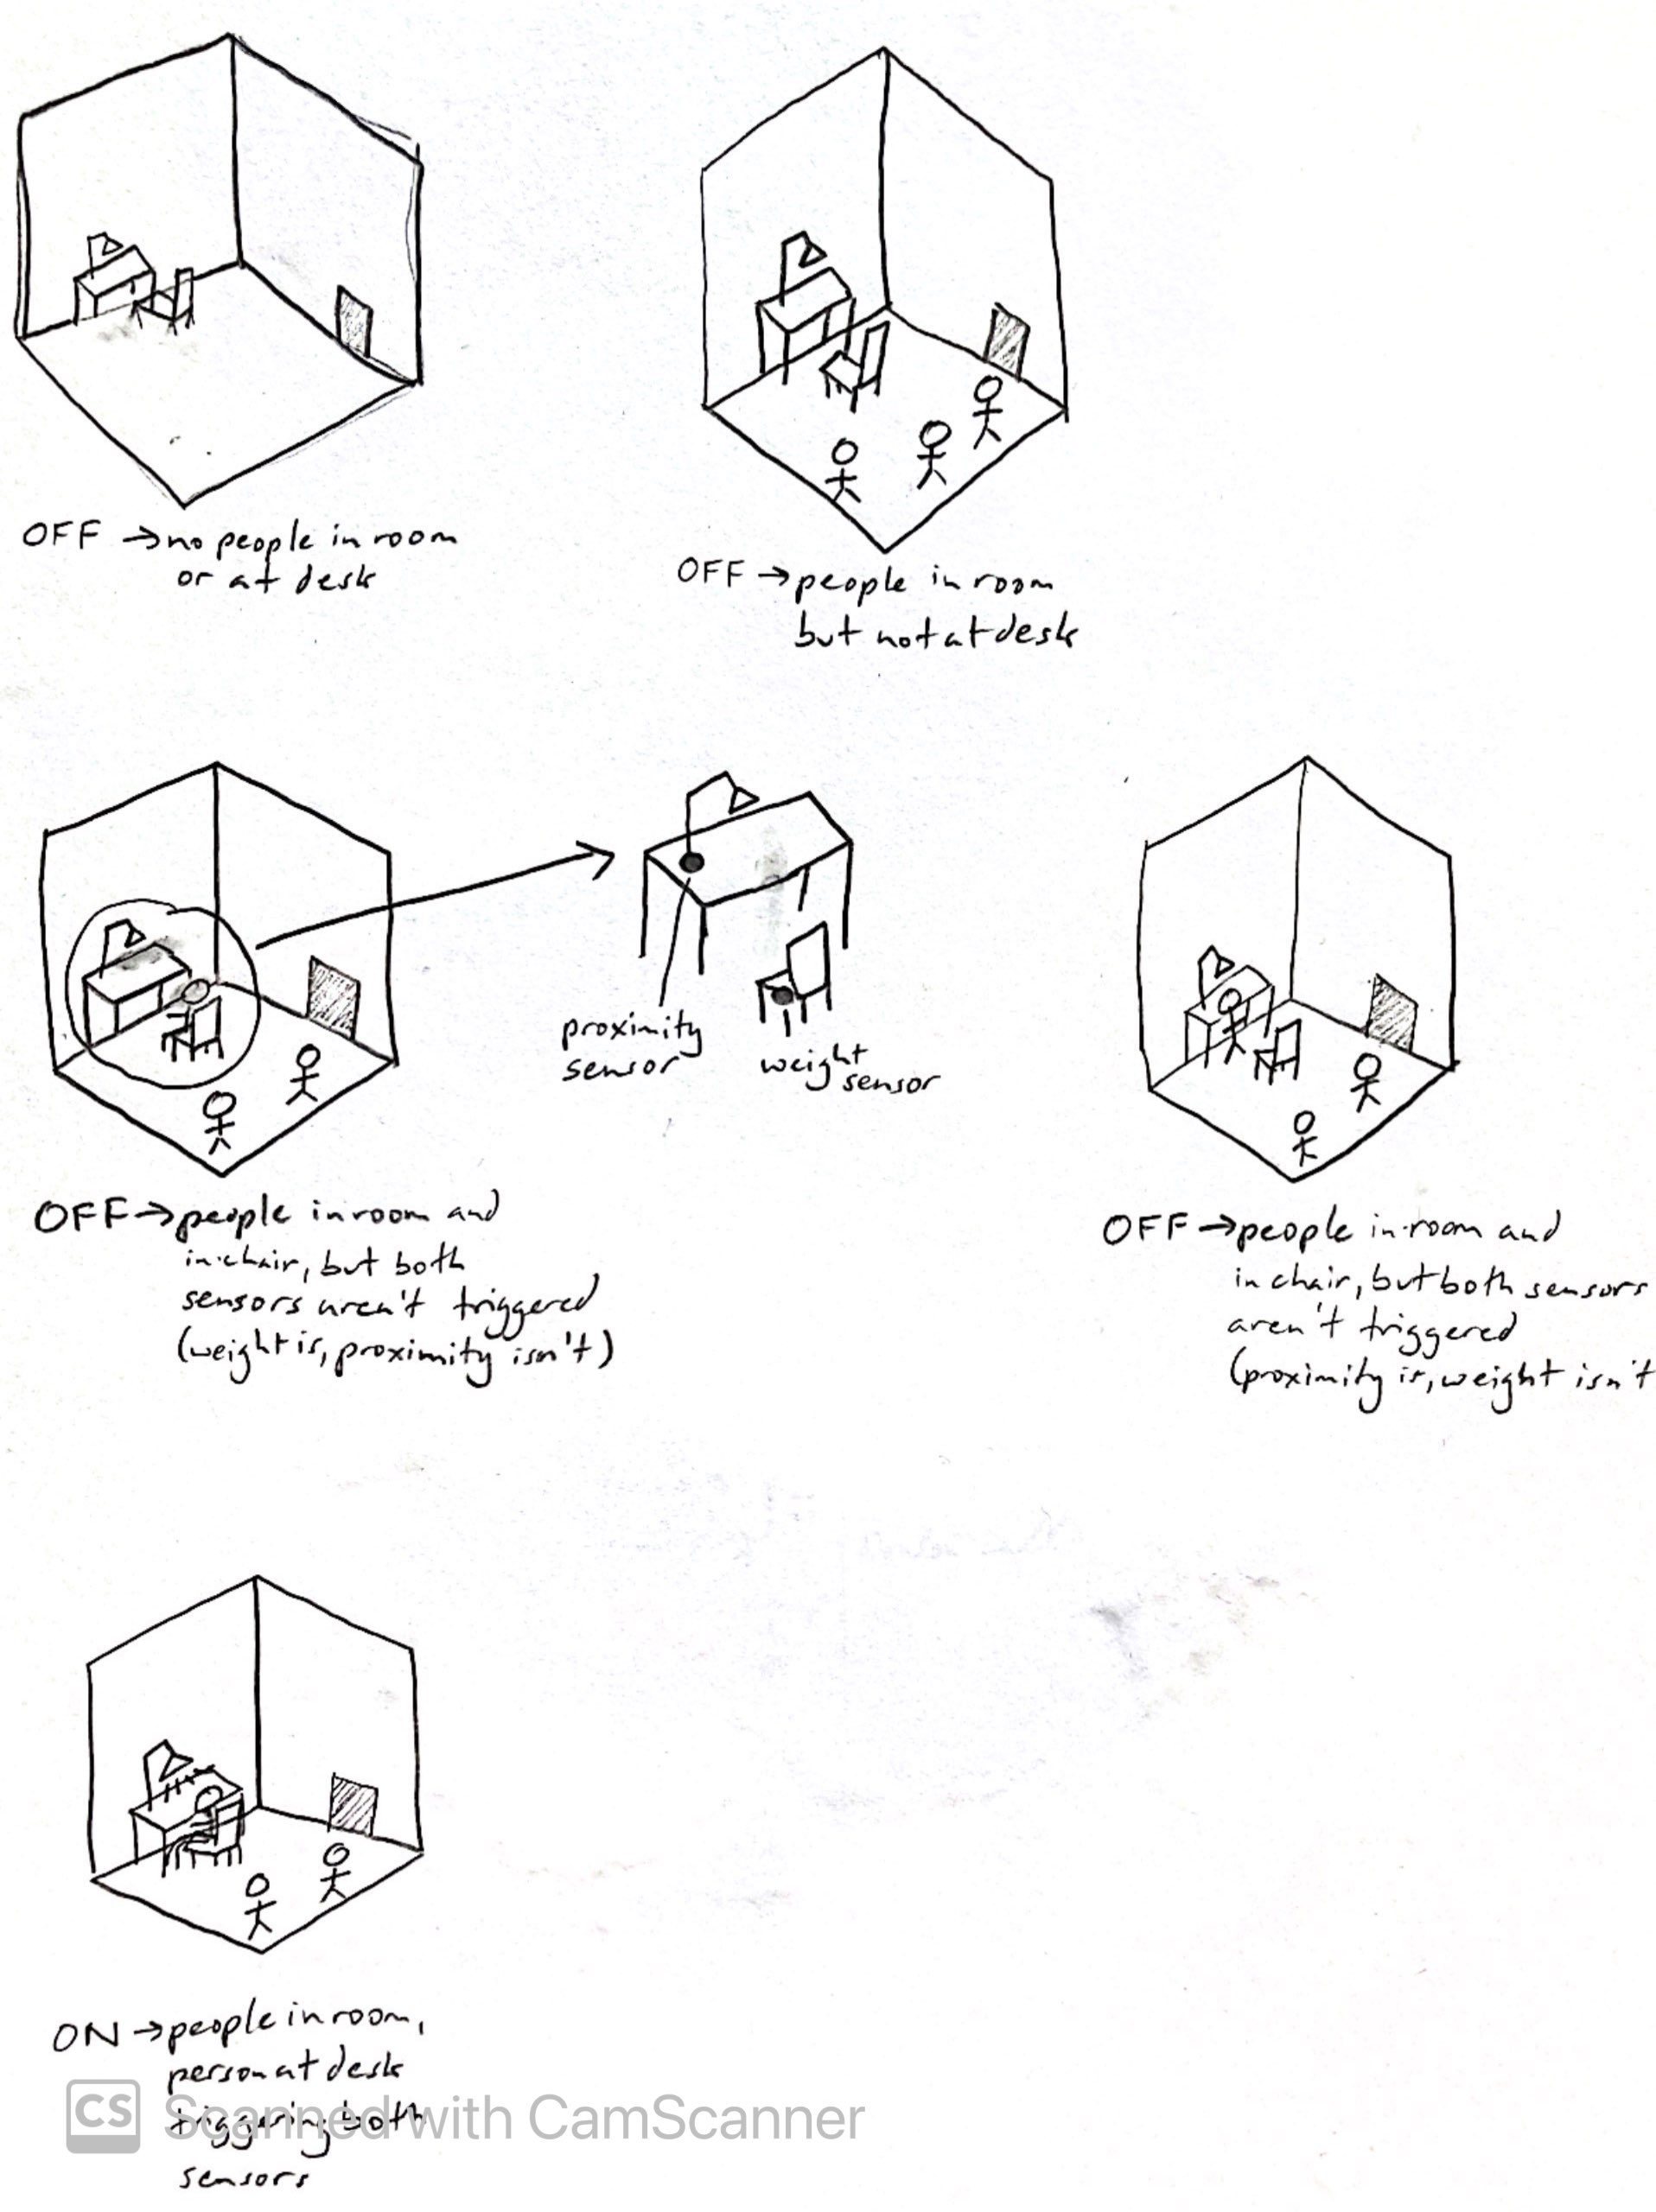 OFF → no people in room
or at desk
OFF → people in room
but not at desk
proximity
sensor
weight
sensor
OFF → people in room and
in chair, but both
sensors aren't triggered
(weight is, proximity isn't)
OFF → people in room and
in chair, but both sensors
aren't triggered
(proximity is, weight isn't
ON → people in room,
person at desk
triggering both
sensors
CS Scanned with CamScanner